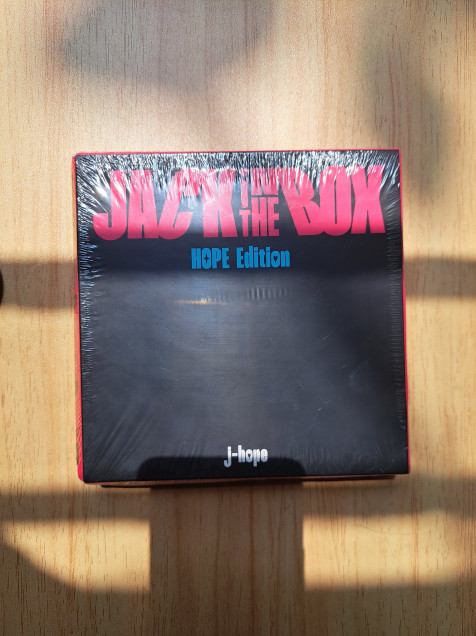 JACK IN THE BOX
HOPE Edition
j-hope